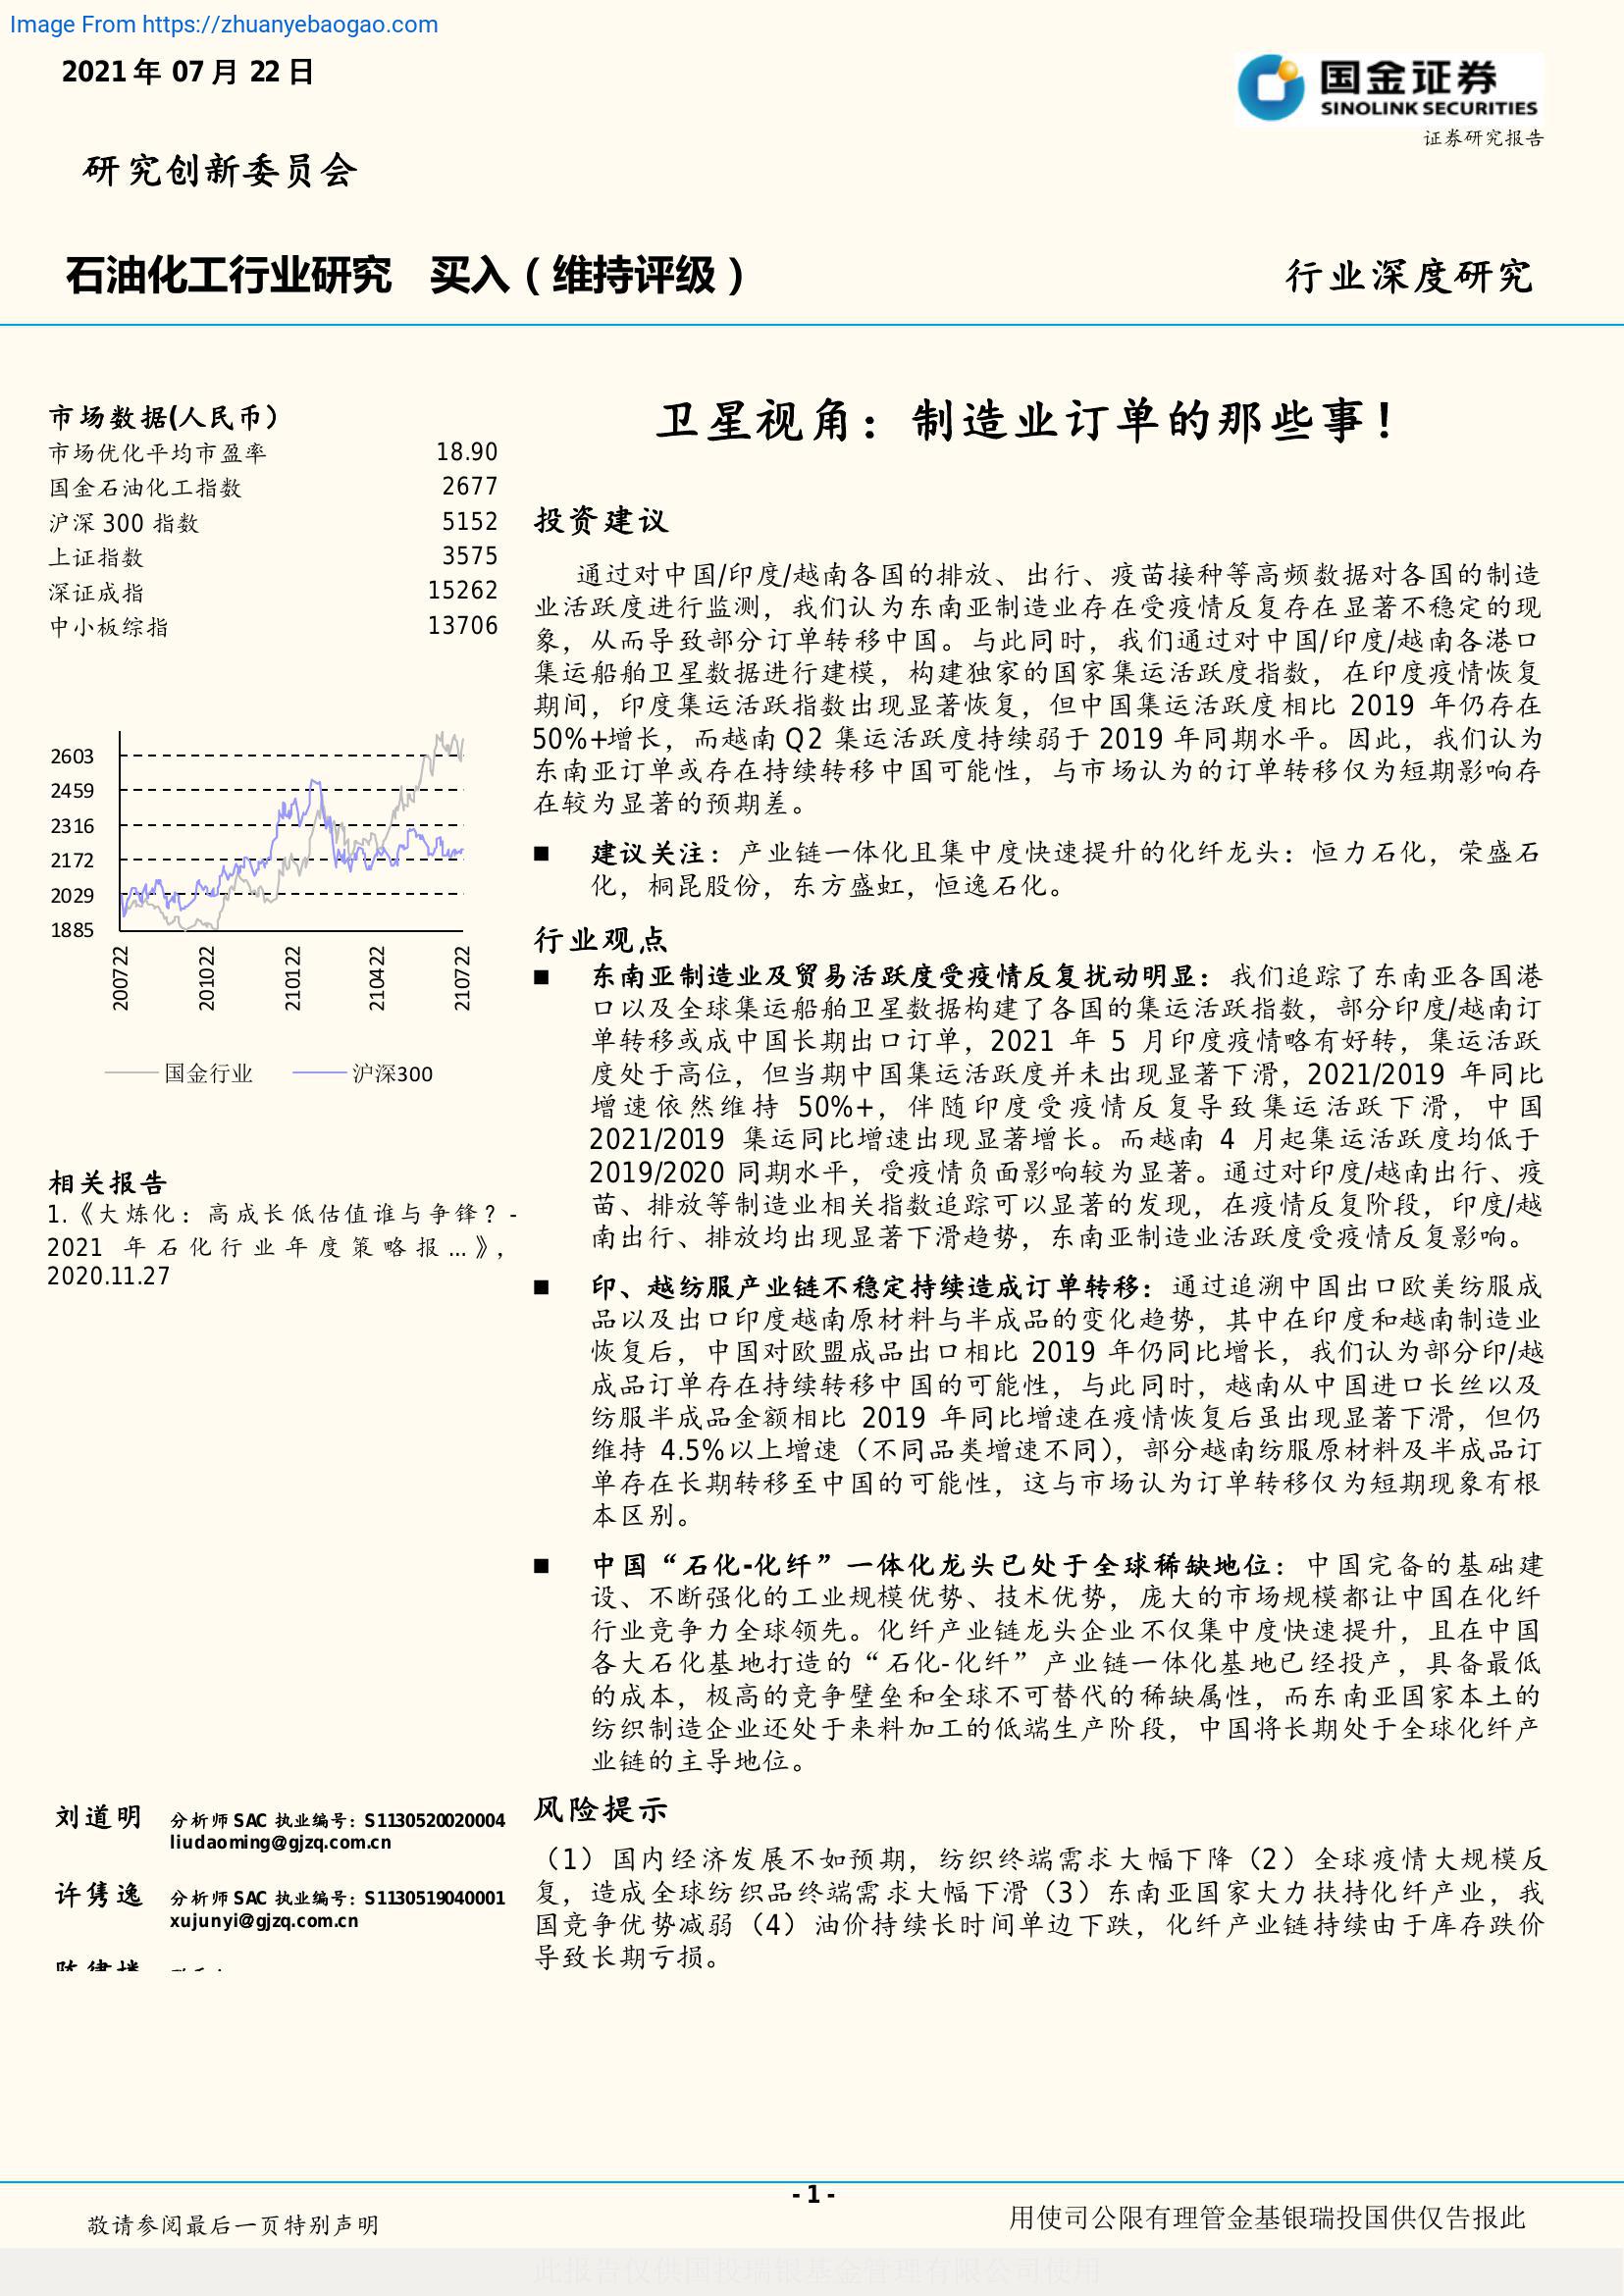 Image From https://zhuanyebaogao.com
2021 年 07 月 22 日
国金证券
SINOLINK SECURITIES
证券研究报告
研究创新委员会
石油化工行业研究 买入(维持评级)
行业深度研究
市场数据(人民币)
市场优化平均市盈率 18.90
国金石油化工指数 2677
沪深 300 指数 5152
上证指数 3575
深证成指 15262
中小板综指 13706
2603
2459
2316
2172
2029
1885
200722
201022
210122
210422
210722
国金行业 沪深300
相关报告
1.《大炼化：高成长低估值谁与争锋？-
2021 年石化行业年度策略报...》,
2020.11.27
刘道明 分析师 SAC 执业编号：S1130520020004
liudaoming@gjzq.com.cn
许隽逸 分析师 SAC 执业编号：S1130519040001
xujunyi@gjzq.com.cn
卫星视角：制造业订单的那些事！
投资建议
通过对中国/印度/越南各国的排放、出行、疫苗接种等高频数据对各国的制造
业活跃度进行监测，我们认为东南亚制造业存在受疫情反复存在显著不稳定的现
象，从而导致部分订单转移中国。与此同时，我们通过对中国/印度/越南各港口
集运船舶卫星数据进行建模，构建独家的国家集运活跃度指数，在印度疫情恢复
期间，印度集运活跃指数出现显著恢复，但中国集运活跃度相比 2019 年仍存在
50%+增长，而越南 Q2 集运活跃度持续弱于 2019 年同期水平。因此，我们认为
东南亚订单或存在持续转移中国可能性，与市场认为的订单转移仅为短期影响存
在较为显著的预期差。
■ 建议关注：产业链一体化且集中度快速提升的化纤龙头：恒力石化，荣盛石
化，桐昆股份，东方盛虹，恒逸石化。
行业观点
■ 东南亚制造业及贸易活跃度受疫情反复扰动明显：我们追踪了东南亚各国港
口以及全球集运船舶卫星数据构建了各国的集运活跃指数，部分印度/越南订
单转移或成中国长期出口订单，2021 年 5 月印度疫情略有好转，集运活跃
度处于高位，但当期中国集运活跃度并未出现显著下滑，2021/2019 年同比
增速依然维持 50%+，伴随印度受疫情反复导致集运活跃下滑，中国
2021/2019 集运同比增速出现显著增长。而越南 4 月起集运活跃度均低于
2019/2020 同期水平，受疫情负面影响较为显著。通过对印度/越南出行、疫
苗、排放等制造业相关指数追踪可以显著的发现，在疫情反复阶段，印度/越
南出行、排放均出现显著下滑趋势，东南亚制造业活跃度受疫情反复影响。
■ 印、越纺服产业链不稳定持续造成订单转移：通过追溯中国出口欧美纺服成
品以及出口印度越南原材料与半成品的变化趋势，其中在印度和越南制造业
恢复后，中国对欧盟成品出口相比 2019 年仍同比增长，我们认为部分印/越
成品订单存在持续转移中国的可能性，与此同时，越南从中国进口长丝以及
纺服半成品金额相比 2019 年同比增速在疫情恢复后虽出现显著下滑，但仍
维持 4.5%以上增速（不同品类增速不同），部分越南纺服原材料及半成品订
单存在长期转移至中国的可能性，这与市场认为订单转移仅为短期现象有根
本区别。
■ 中国“石化-化纤”一体化龙头已处于全球稀缺地位：中国完备的基础建
设、不断强化的工业规模优势、技术优势，庞大的市场规模都让中国在化纤
行业竞争力全球领先。化纤产业链龙头企业不仅集中度快速提升，且在中国
各大石化基地打造的“石化-化纤”产业链一体化基地已经投产，具备最低
的成本，极高的竞争壁垒和全球不可替代的稀缺属性，而东南亚国家本土的
纺织制造企业还处于来料加工的低端生产阶段，中国将长期处于全球化纤产
业链的主导地位。
风险提示
（1）国内经济发展不如预期，纺织终端需求大幅下降（2）全球疫情大规模反
复，造成全球纺织品终端需求大幅下滑（3）东南亚国家大力扶持化纤产业，我
国竞争优势减弱（4）油价持续长时间单边下跌，化纤产业链持续由于库存跌价
导致长期亏损。
- 1 -
敬请参阅最后一页特别声明
用使司公限有理管金基银瑞投国供仅告报此
此报告仅供国投瑞银基金管理有限公司使用